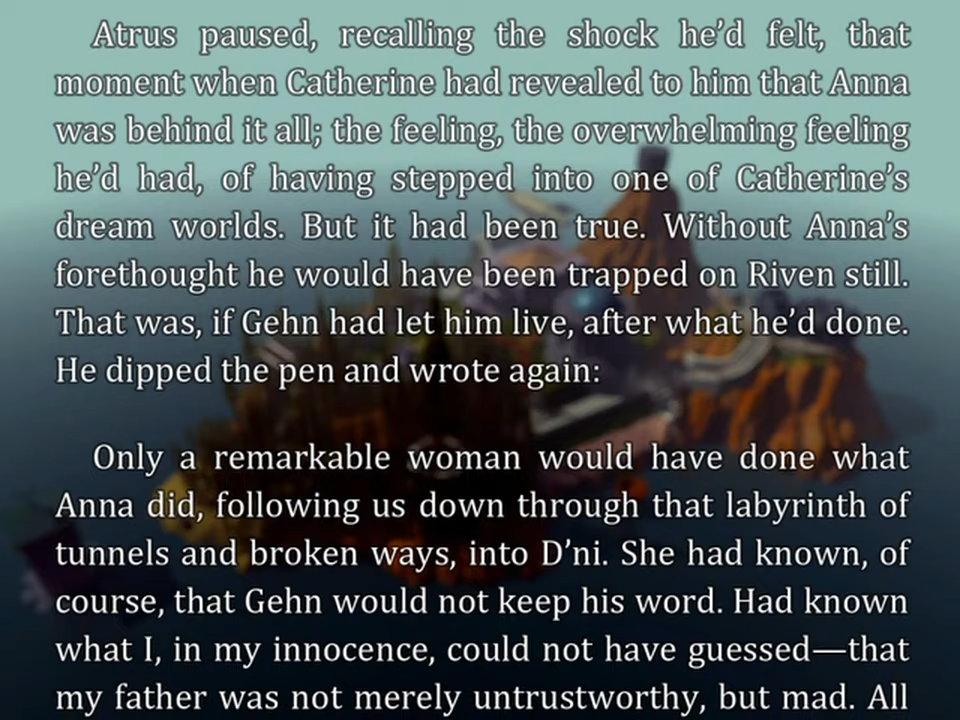 Atrus paused, recalling the shock he’d felt, that
moment when Catherine had revealed to him that Anna
was behind it all; the feeling, the overwhelming feeling
he’d had, of having stepped into one of Catherine’s
dream worlds. But it had been true. Without Anna’s
forethought he would have been trapped on Riven still.
That was, if Gehn had let him live, after what he’d done.
He dipped the pen and wrote again:
Only a remarkable woman would have done what
Anna did, following us down through that labyrinth of
tunnels and broken ways, into D’ni. She had known, of
course, that Gehn would not keep his word. Had known
what I, in my innocence, could not have guessed—that
my father was not merely untrustworthy, but mad. All